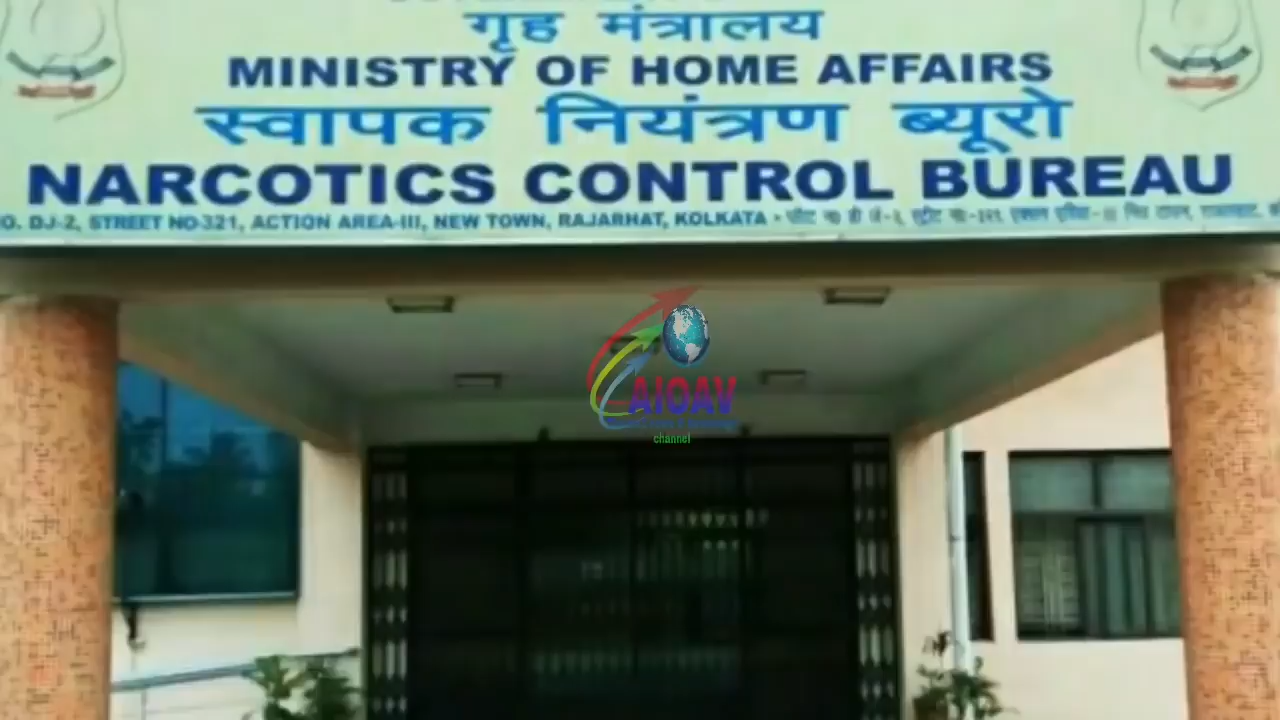 गृह मंत्रालय
MINISTRY OF HOME AFFAIRS
स्वापक नियंत्रण ब्यूरो
NARCOTICS CONTROL BUREAU
O. DJ-2, STREET NO-321, ACTION AREA-III, NEW TOWN, RAJARHAT, KOLKATA •
AIOAV
channel